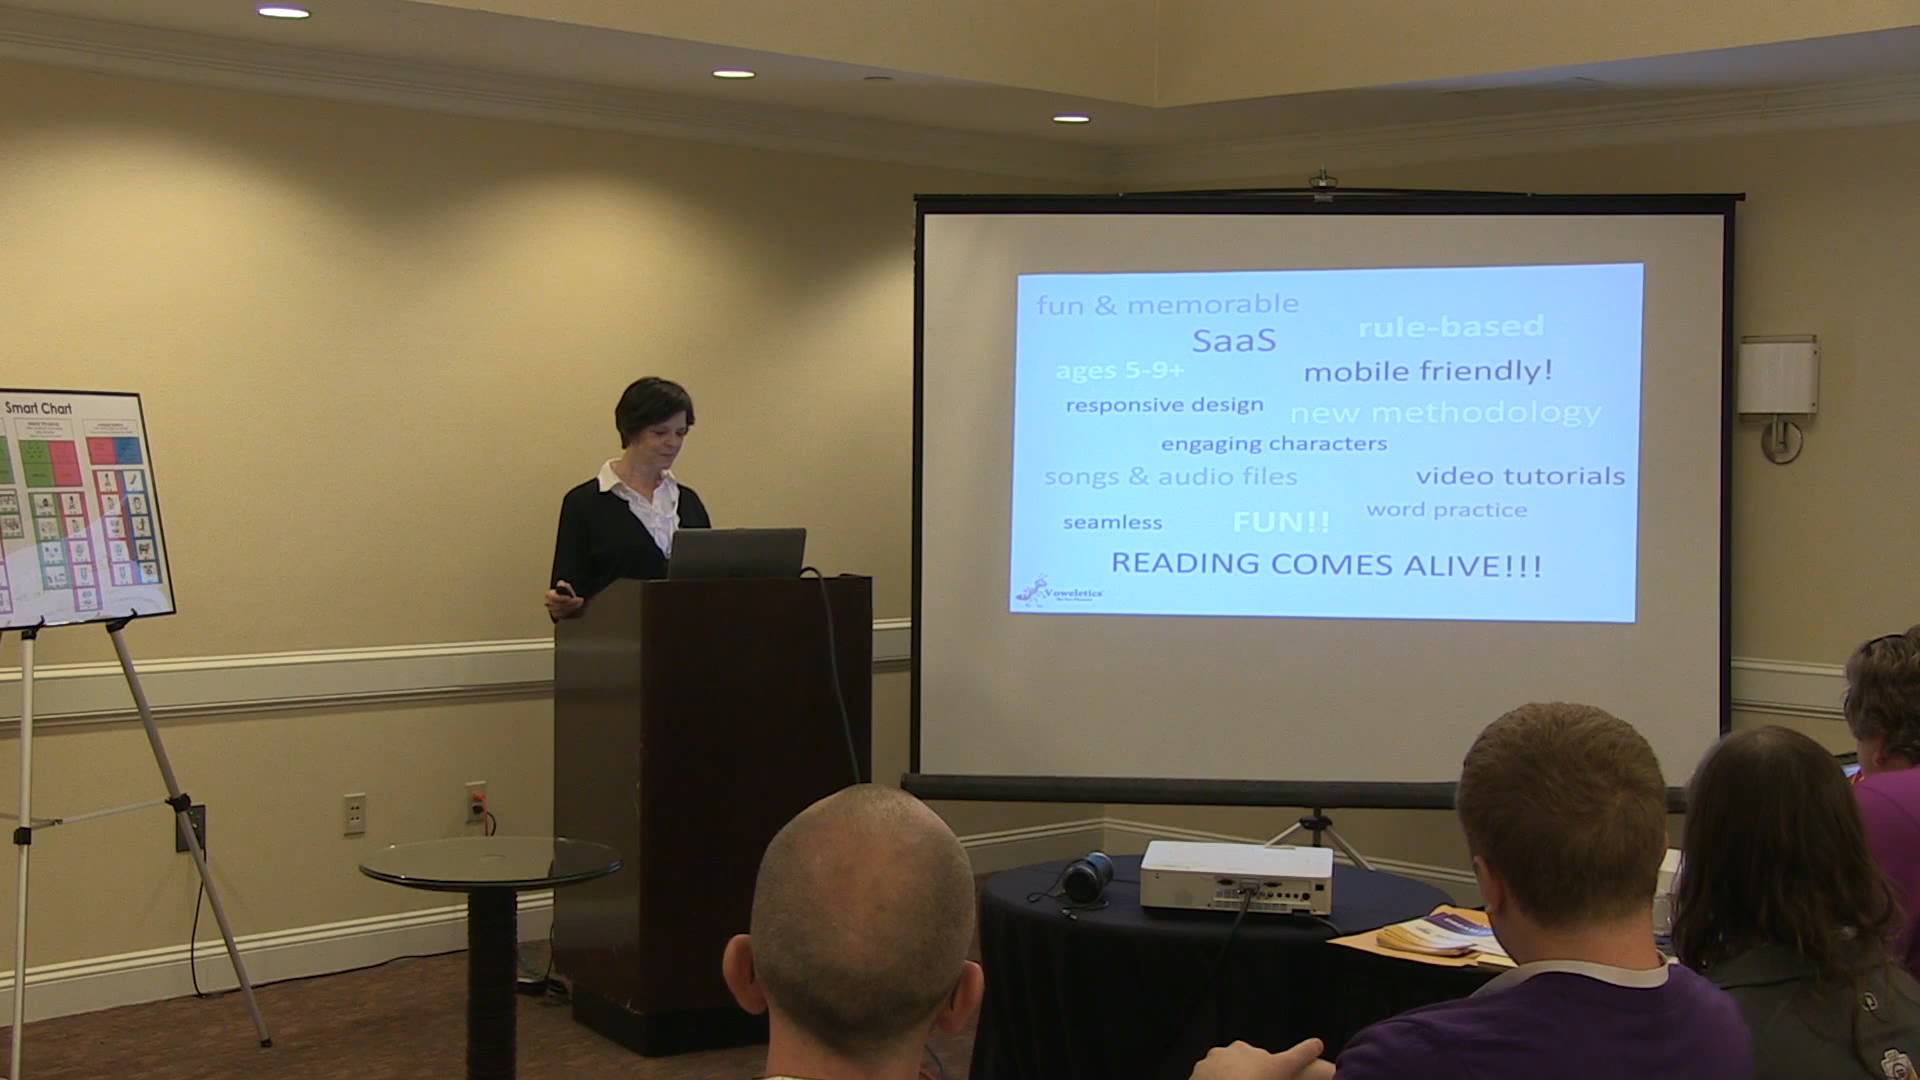 Smart Chart
fun & memorable
SaaS
rule-based
ages 5-9+
mobile friendly!
responsive design
new methodology
engaging characters
songs & audio files
video tutorials
seamless
FUN!!
word practice
READING COMES ALIVE!!!
Voweletics